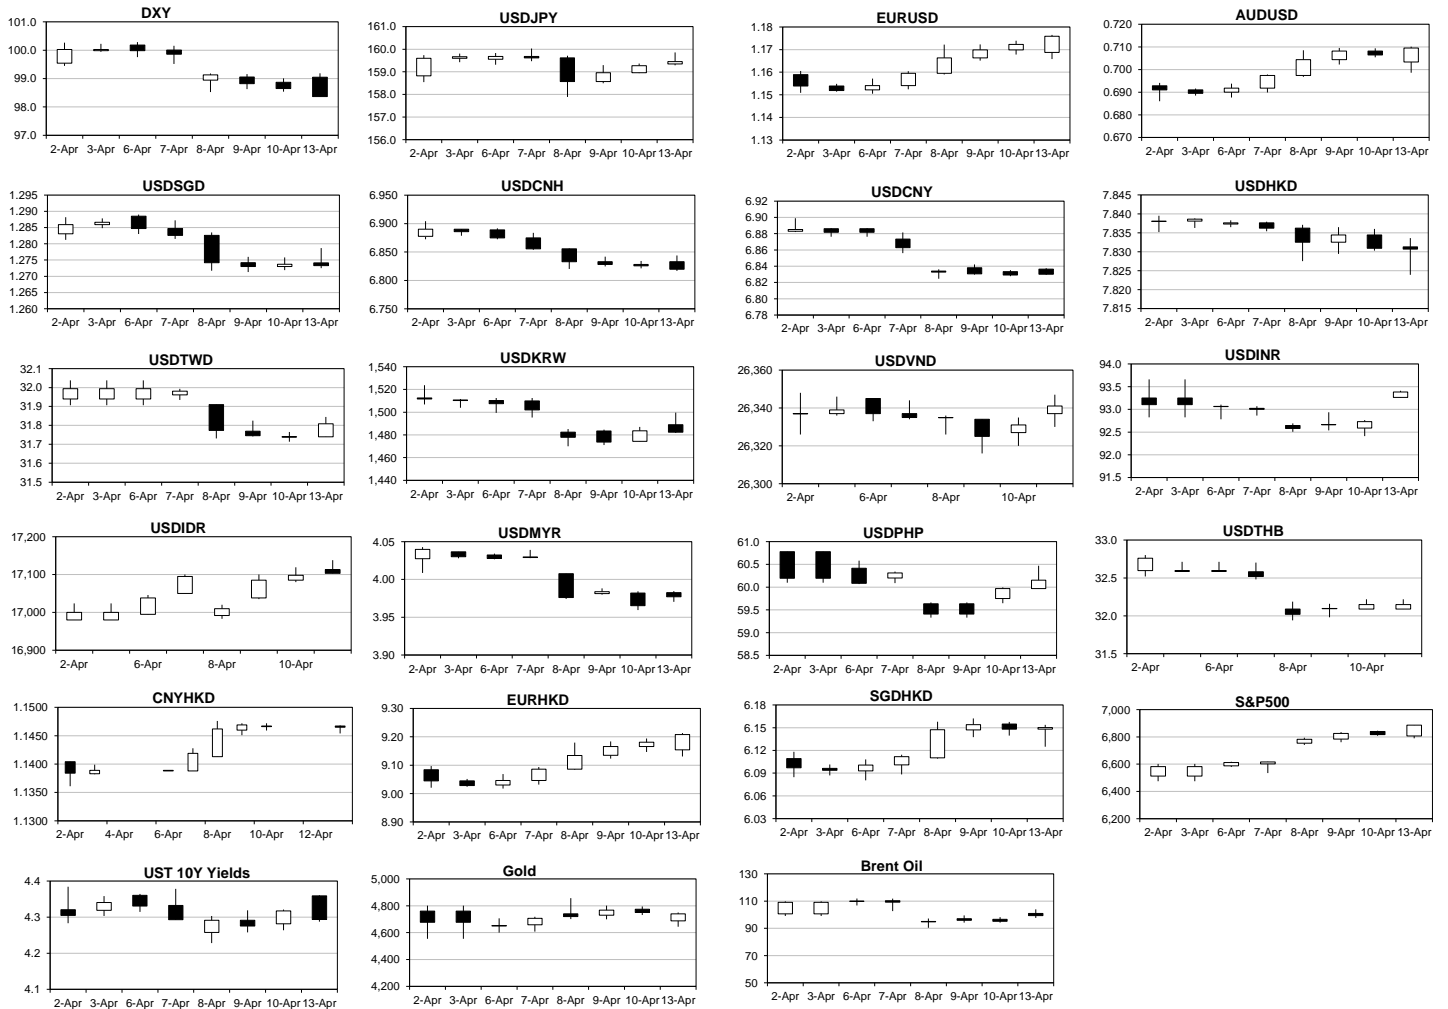 DXY
101.0
100.0
99.0
98.0
97.0
2-Apr 3-Apr 6-Apr 7-Apr 8-Apr 9-Apr 10-Apr 13-Apr
USDJPY
161.0
160.0
159.0
158.0
157.0
156.0
2-Apr 3-Apr 6-Apr 7-Apr 8-Apr 9-Apr 10-Apr 13-Apr
EURUSD
1.18
1.17
1.16
1.15
1.14
1.13
2-Apr 3-Apr 6-Apr 7-Apr 8-Apr 9-Apr 10-Apr 13-Apr
AUDUSD
0.720
0.710
0.700
0.690
0.680
0.670
2-Apr 3-Apr 6-Apr 7-Apr 8-Apr 9-Apr 10-Apr 13-Apr
USDSGD
1.295
1.290
1.285
1.280
1.275
1.270
1.265
1.260
2-Apr 3-Apr 6-Apr 7-Apr 8-Apr 9-Apr 10-Apr 13-Apr
USDCNH
6.950
6.900
6.850
6.800
6.750
2-Apr 3-Apr 6-Apr 7-Apr 8-Apr 9-Apr 10-Apr 13-Apr
USDCNY
6.92
6.90
6.88
6.86
6.84
6.82
6.80
6.78
2-Apr 3-Apr 6-Apr 7-Apr 8-Apr 9-Apr 10-Apr 13-Apr
USDHKD
7.845
7.840
7.835
7.830
7.825
7.820
7.815
2-Apr 3-Apr 6-Apr 7-Apr 8-Apr 9-Apr 10-Apr 13-Apr
USDTWD
32.1
32.0
31.9
31.8
31.7
31.6
31.5
2-Apr 3-Apr 6-Apr 7-Apr 8-Apr 9-Apr 10-Apr 13-Apr
USDKRW
1,540
1,520
1,500
1,480
1,460
1,440
2-Apr 3-Apr 6-Apr 7-Apr 8-Apr 9-Apr 10-Apr 13-Apr
USDVND
26,360
26,340
26,320
26,300
2-Apr 6-Apr 8-Apr 10-Apr
USDINR
94.0
93.5
93.0
92.5
92.0
91.5
2-Apr 3-Apr 6-Apr 7-Apr 8-Apr 9-Apr 10-Apr 13-Apr
USDIDR
17,200
17,100
17,000
16,900
2-Apr 6-Apr 8-Apr 10-Apr
USDMYR
4.05
4.00
3.95
3.90
2-Apr 3-Apr 6-Apr 7-Apr 8-Apr 9-Apr 10-Apr 13-Apr
USDPHP
61.0
60.5
60.0
59.5
59.0
58.5
2-Apr 3-Apr 6-Apr 7-Apr 8-Apr 9-Apr 10-Apr 13-Apr
USDTHB
33.0
32.5
32.0
31.5
2-Apr 6-Apr 8-Apr 10-Apr
CNYHKD
1.1500
1.1450
1.1400
1.1350
1.1300
2-Apr 4-Apr 6-Apr 8-Apr 10-Apr 12-Apr
EURHKD
9.30
9.20
9.10
9.00
8.90
2-Apr 3-Apr 6-Apr 7-Apr 8-Apr 9-Apr 10-Apr 13-Apr
SGDHKD
6.18
6.15
6.12
6.09
6.06
6.03
2-Apr 3-Apr 6-Apr 7-Apr 8-Apr 9-Apr 10-Apr 13-Apr
S&P500
7,000
6,800
6,600
6,400
6,200
2-Apr 3-Apr 6-Apr 7-Apr 8-Apr 9-Apr 10-Apr 13-Apr
UST 10Y Yields
4.4
4.3
4.2
4.1
2-Apr 3-Apr 6-Apr 7-Apr 8-Apr 9-Apr 10-Apr 13-Apr
Gold
5,000
4,800
4,600
4,400
4,200
2-Apr 3-Apr 6-Apr 7-Apr 8-Apr 9-Apr 10-Apr 13-Apr
Brent Oil
130
110
90
70
50
2-Apr 3-Apr 6-Apr 7-Apr 8-Apr 9-Apr 10-Apr 13-Apr